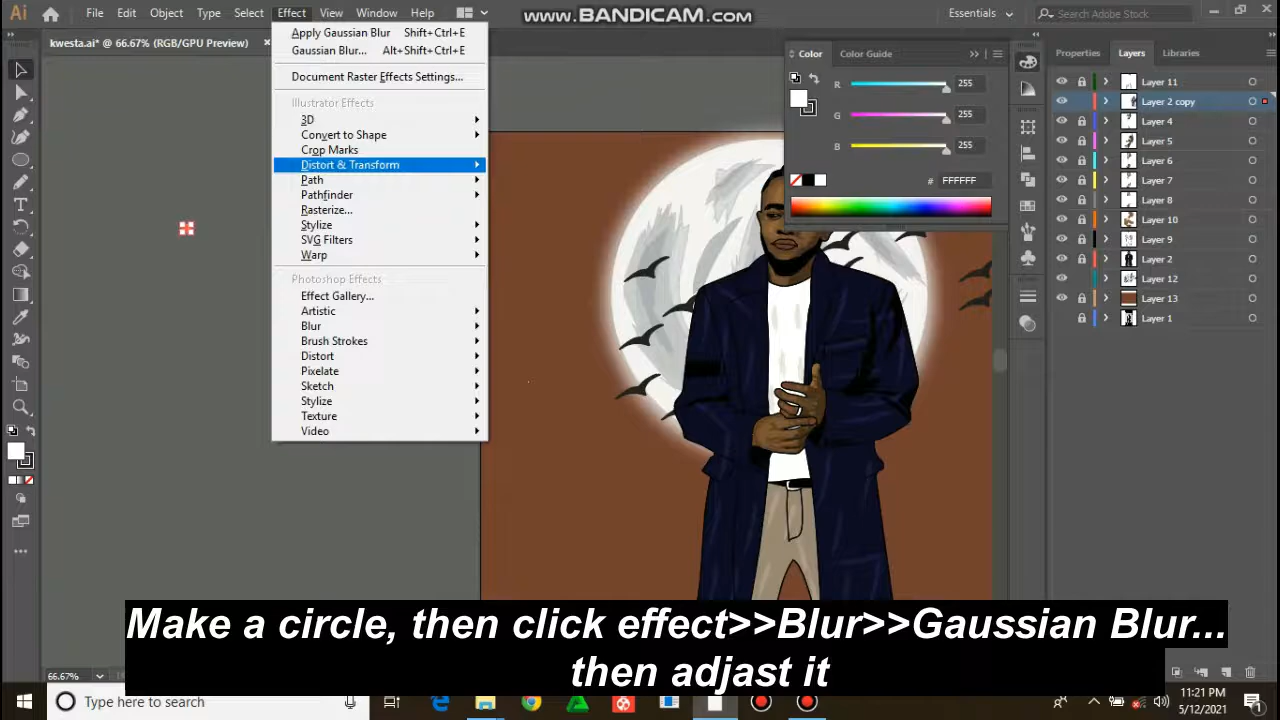 www.BANDICAM.com
Ai File Edit Object Type Select Effect View Window Help Essentials Search Adobe Stock
kwesta.ai* @ 66.67% (RGB/GPU Preview) ×
Apply Gaussian Blur Shift+Ctrl+E
Gaussian Blur... Alt+Shift+Ctrl+E
Document Raster Effects Settings...
Illustrator Effects
3D
Convert to Shape
Crop Marks
Distort & Transform
Path
Pathfinder
Rasterize...
Stylize
SVG Filters
Warp
Photoshop Effects
Effect Gallery...
Artistic
Blur
Brush Strokes
Distort
Pixelate
Sketch
Stylize
Texture
Video
Color Color Guide
R 255
G 255
B 255
# FFFFFF
Properties Layers Libraries
Layer 11
Layer 2 copy
Layer 4
Layer 5
Layer 6
Layer 7
Layer 8
Layer 10
Layer 9
Layer 2
Layer 12
Layer 13
Layer 1
Make a circle, then click effect>>Blur>>Gaussian Blur...
then adjast it
66.67%
Type here to search
11:21 PM
5/12/2021
1